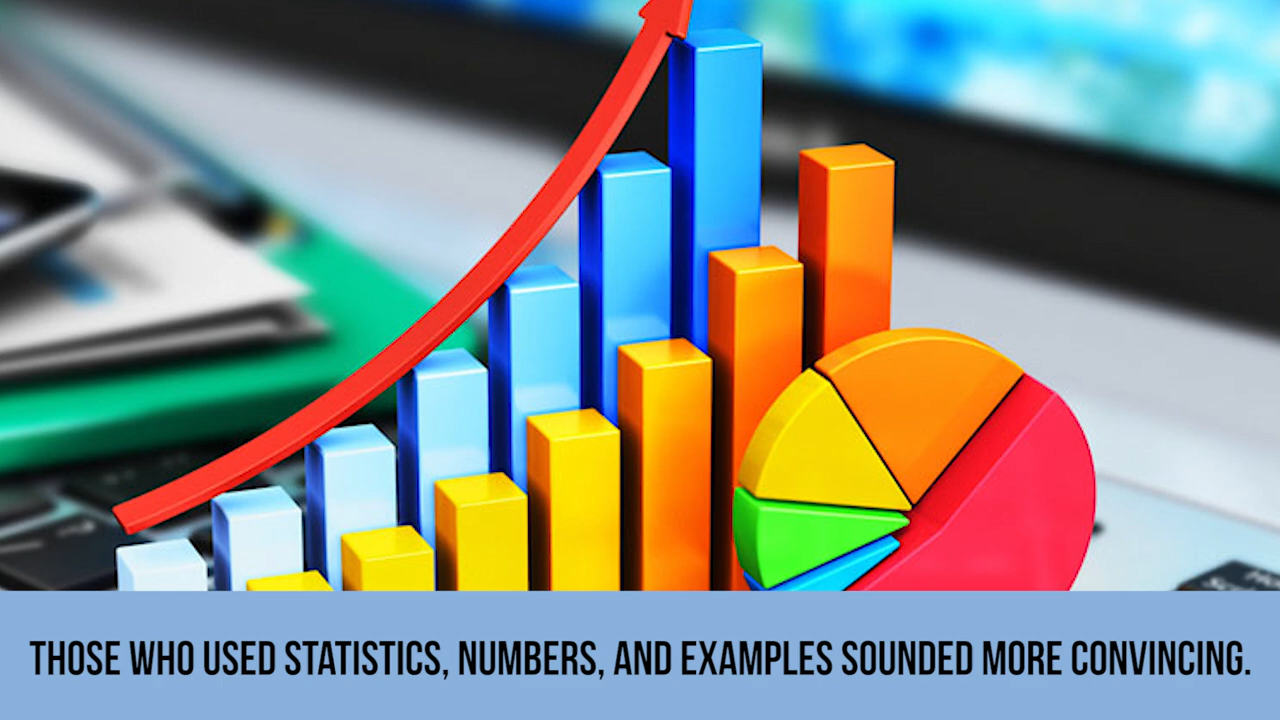 THOSE WHO USED STATISTICS, NUMBERS, AND EXAMPLES SOUNDED MORE CONVINCING.